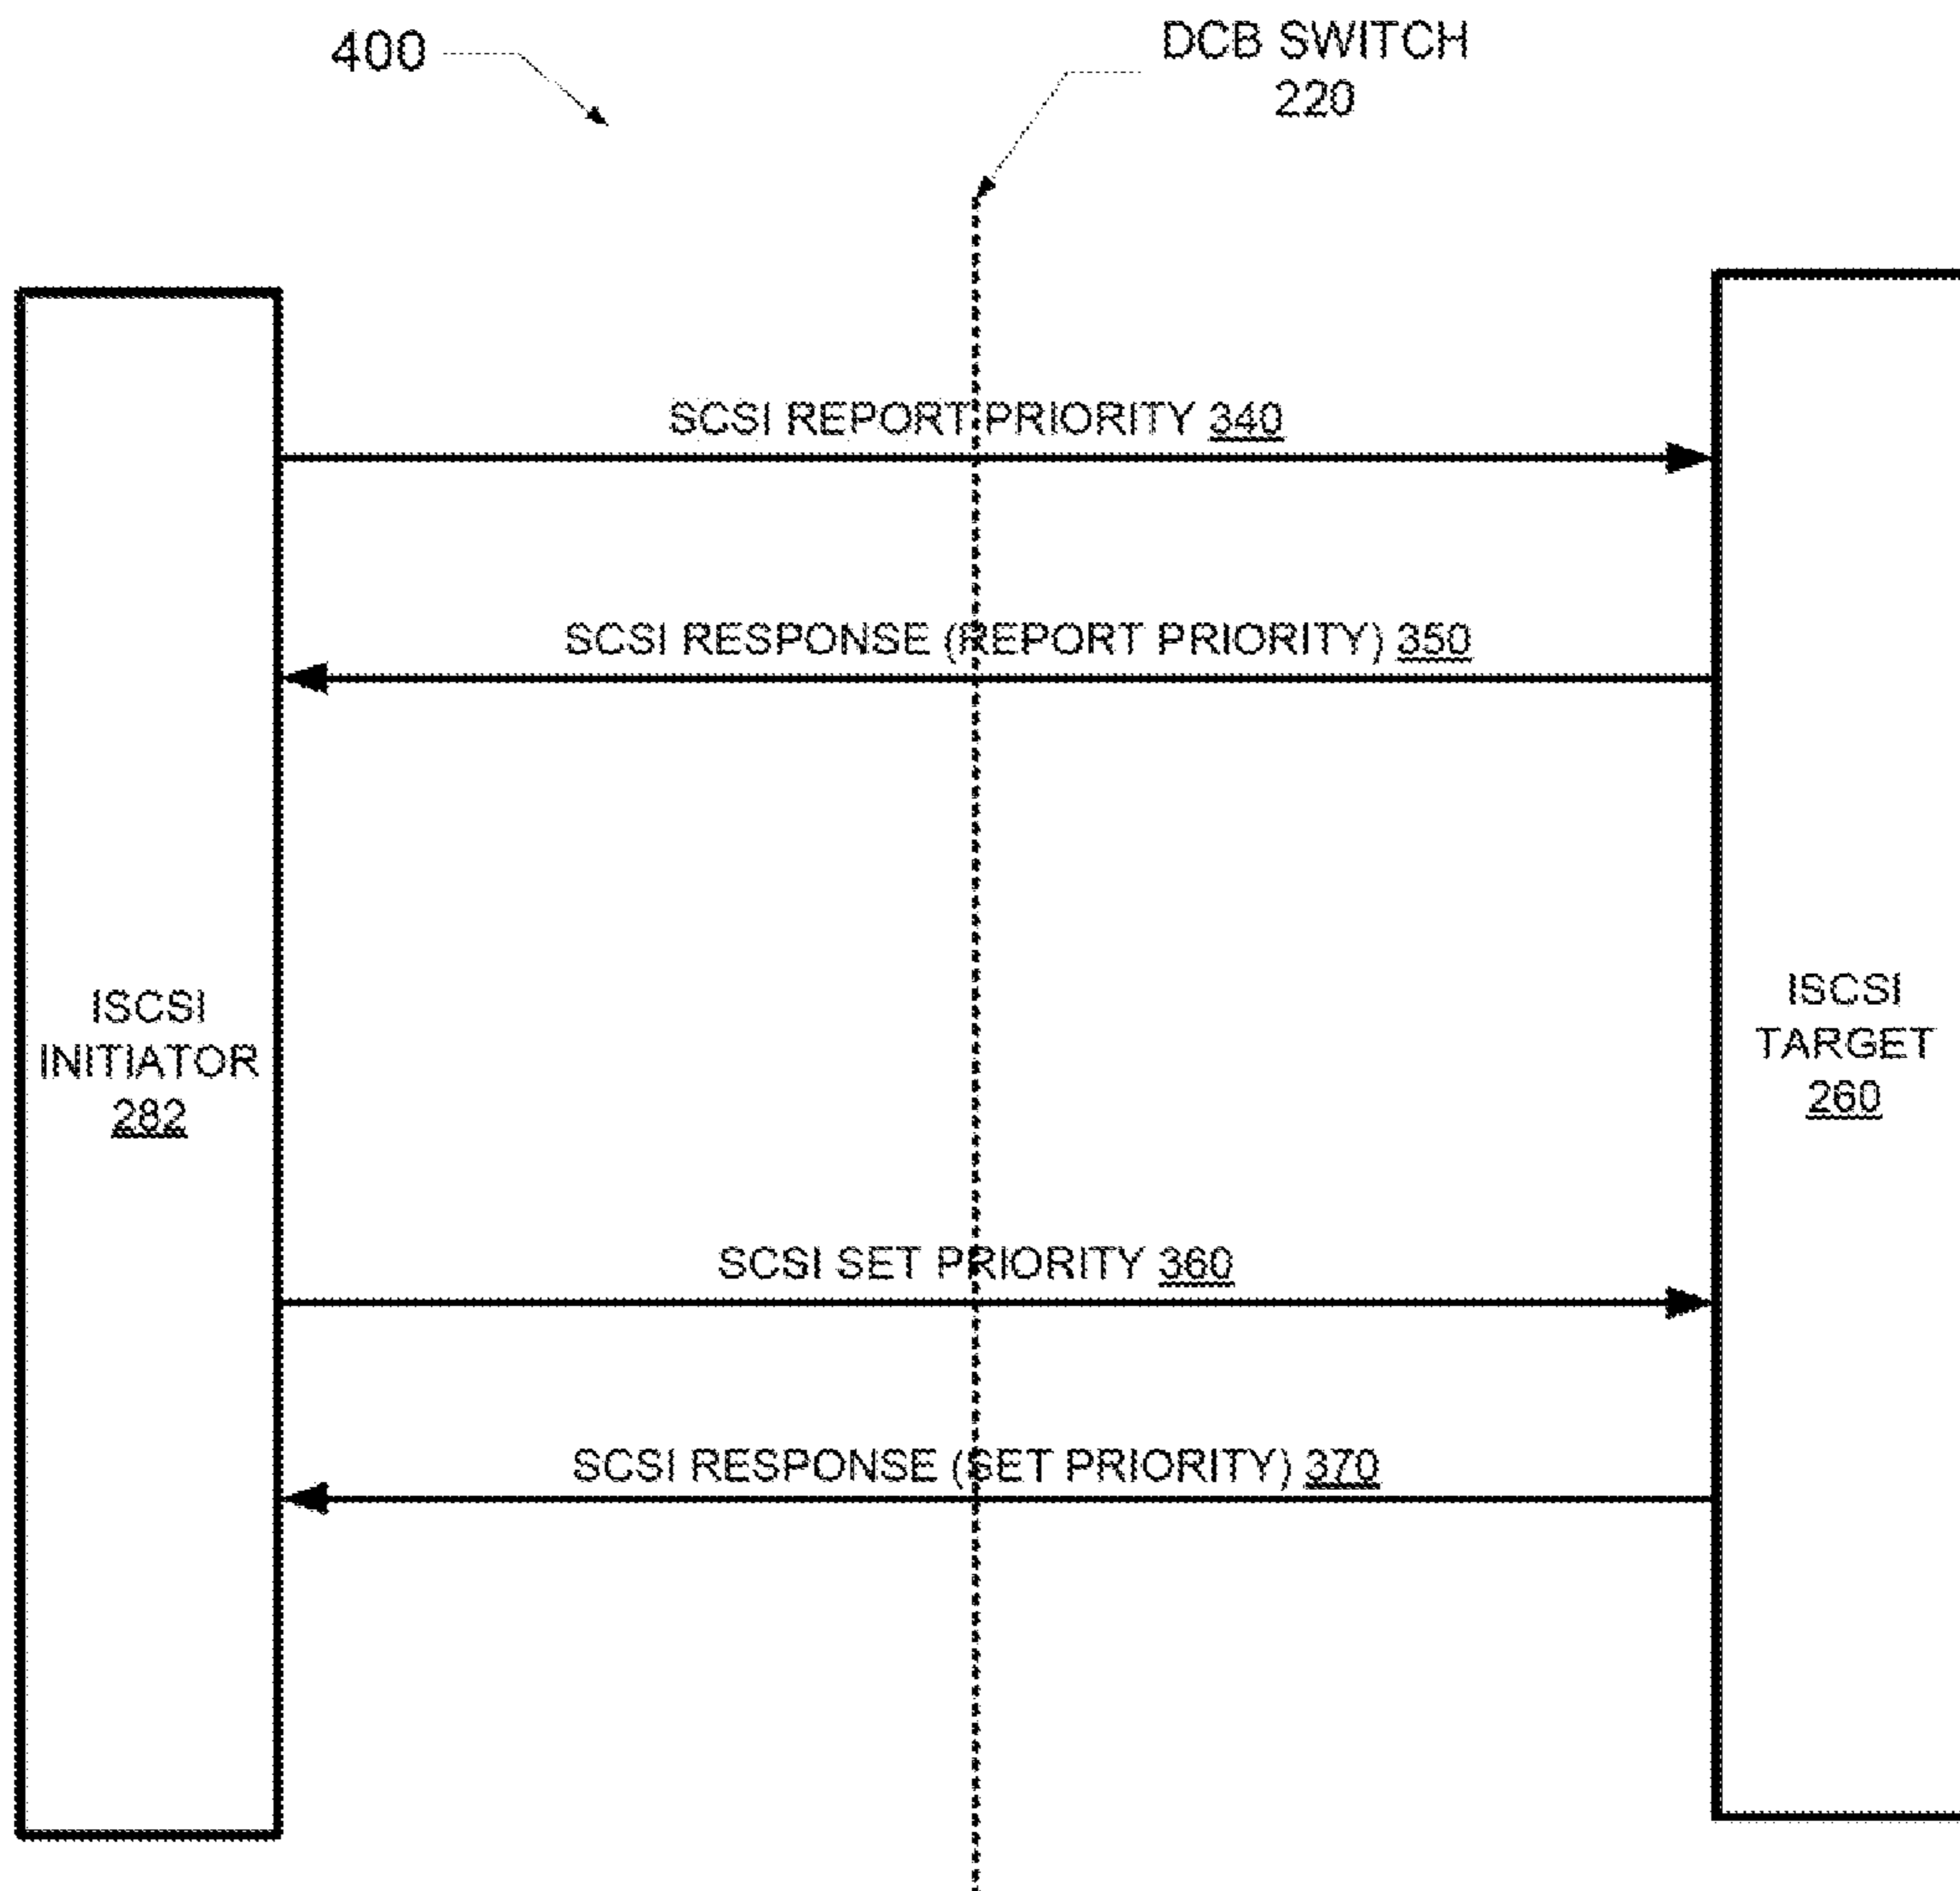 400
DCB SWITCH
220
SCSI REPORT PRIORITY 340
SCSI RESPONSE (REPORT PRIORITY) 350
ISCSI
INITIATOR
282
ISCSI
TARGET
260
SCSI SET PRIORITY 360
SCSI RESPONSE (SET PRIORITY) 370